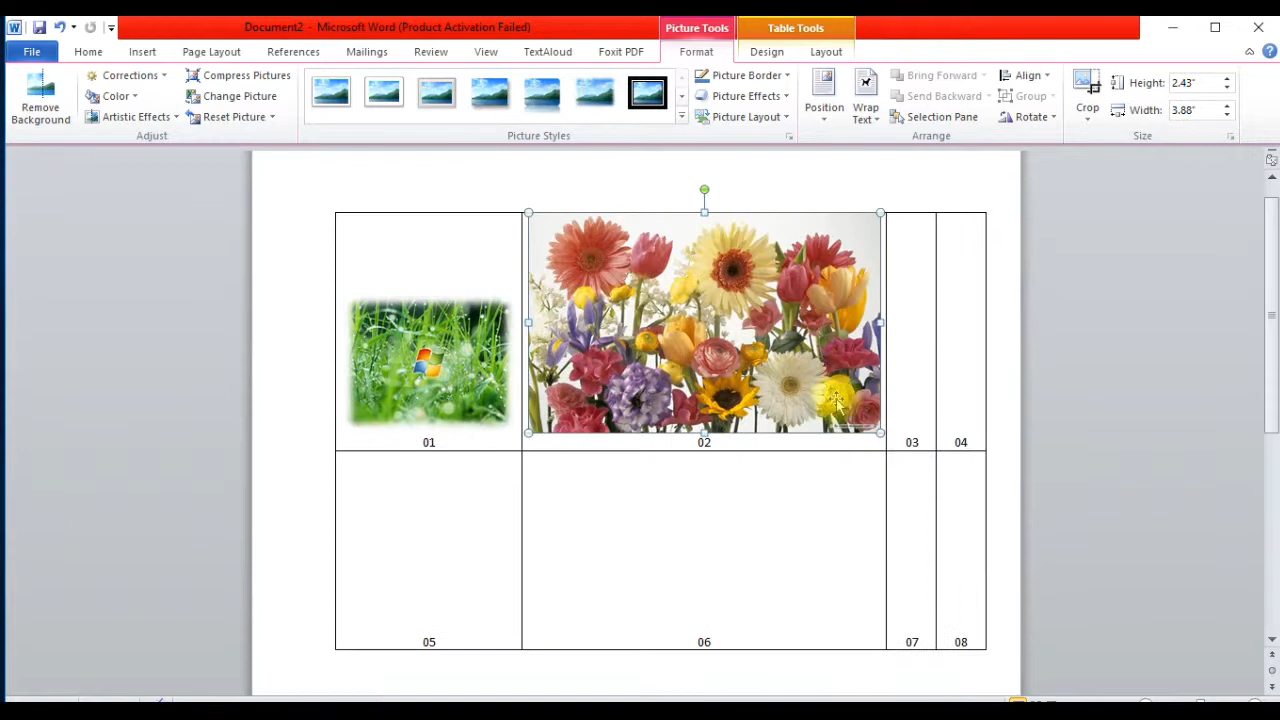 Document2 - Microsoft Word (Product Activation Failed)
Picture Tools
Table Tools
File
Home
Insert
Page Layout
References
Mailings
Review
View
TextAloud
Foxit PDF
Format
Design
Layout
Remove Background
Corrections
Color
Artistic Effects
Compress Pictures
Change Picture
Reset Picture
Adjust
Picture Styles
Picture Border
Picture Effects
Picture Layout
Position
Wrap Text
Bring Forward
Send Backward
Selection Pane
Align
Group
Rotate
Arrange
Crop
Height: 2.43"
Width: 3.88"
Size
01
02
03
04
05
06
07
08